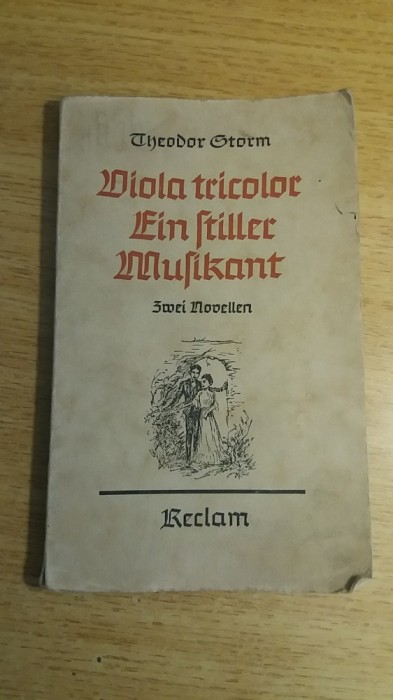 Theodor Storm
Viola tricolor
Ein ſtiller
Muſikant
Zwei Novellen
Reclam